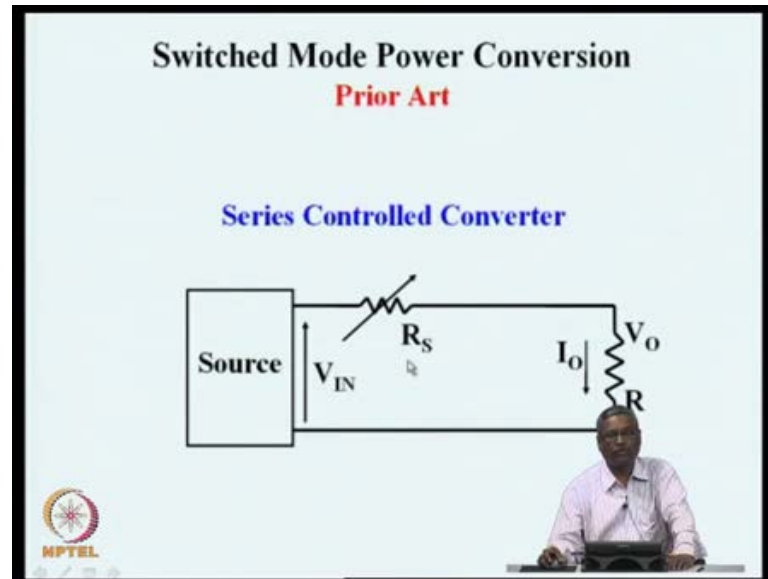 Switched Mode Power Conversion
Prior Art
Series Controlled Converter
Source
V_IN
R_S
I_O
V_O
R
NPTEL